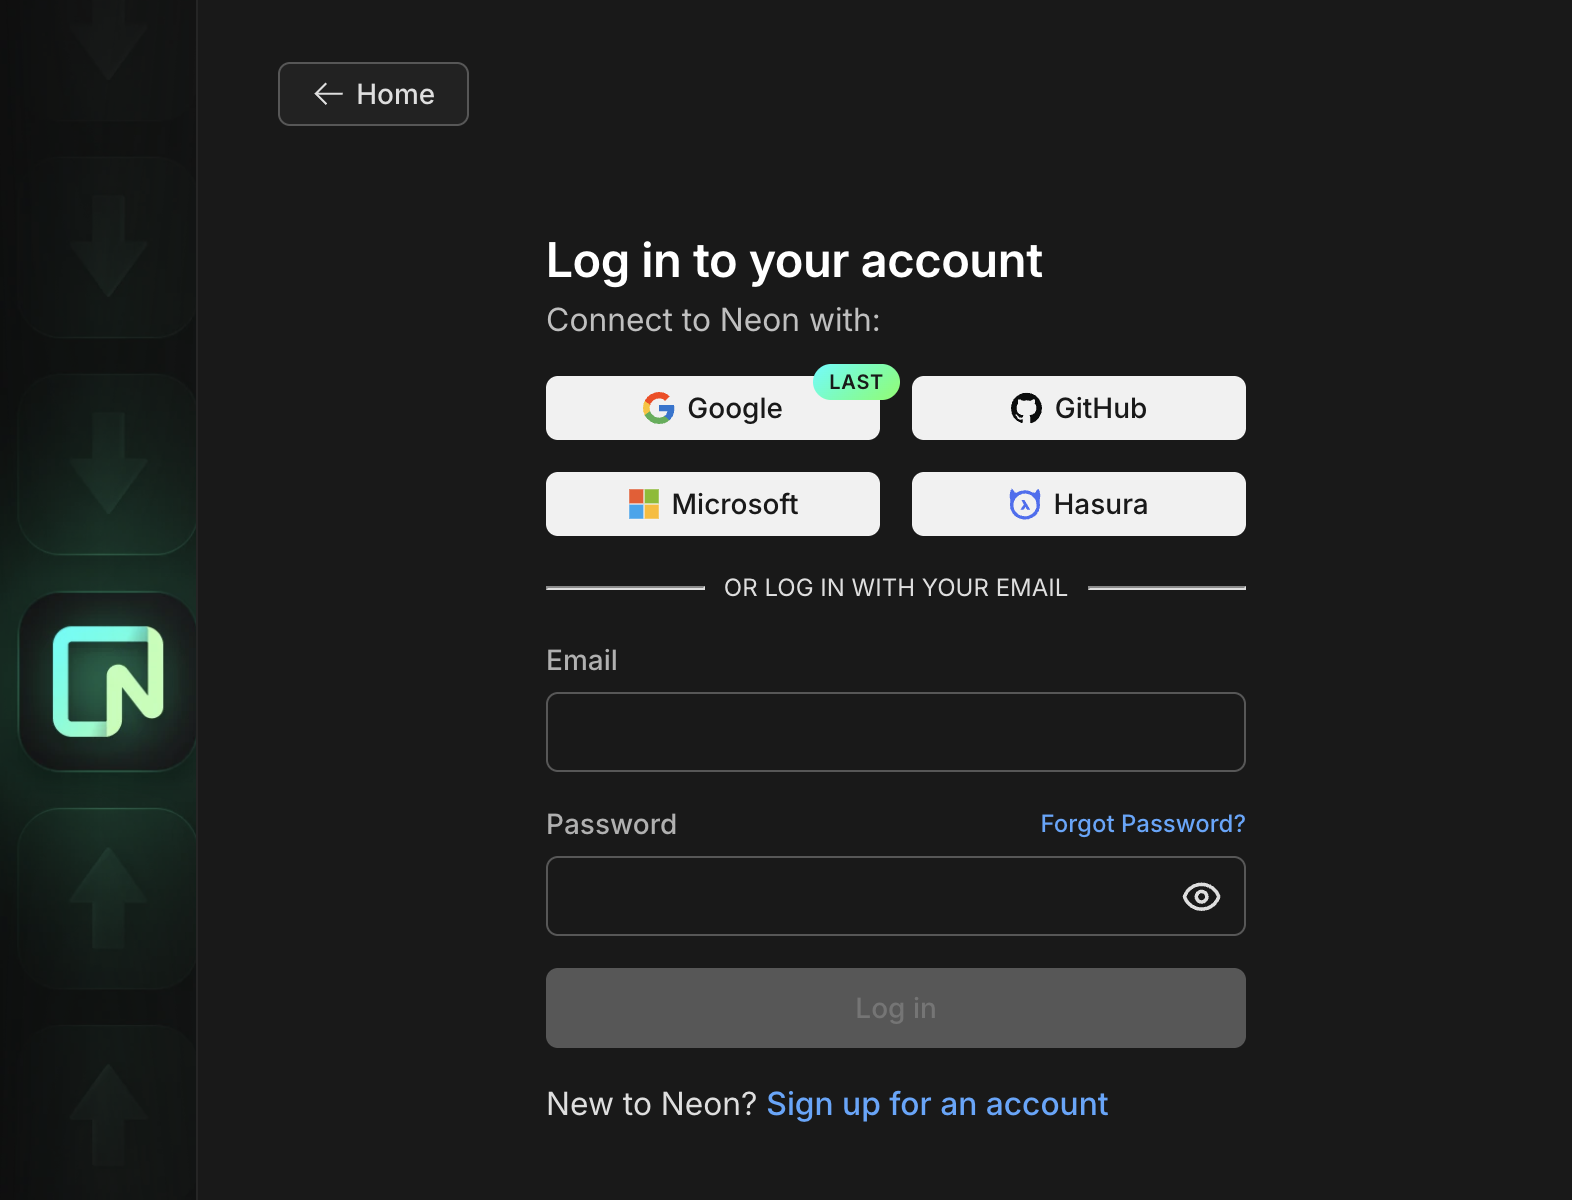 Home
Log in to your account
Connect to Neon with:
LAST
Google
GitHub
Microsoft
Hasura
OR LOG IN WITH YOUR EMAIL
Email
Password
Forgot Password?
Log in
New to Neon? Sign up for an account